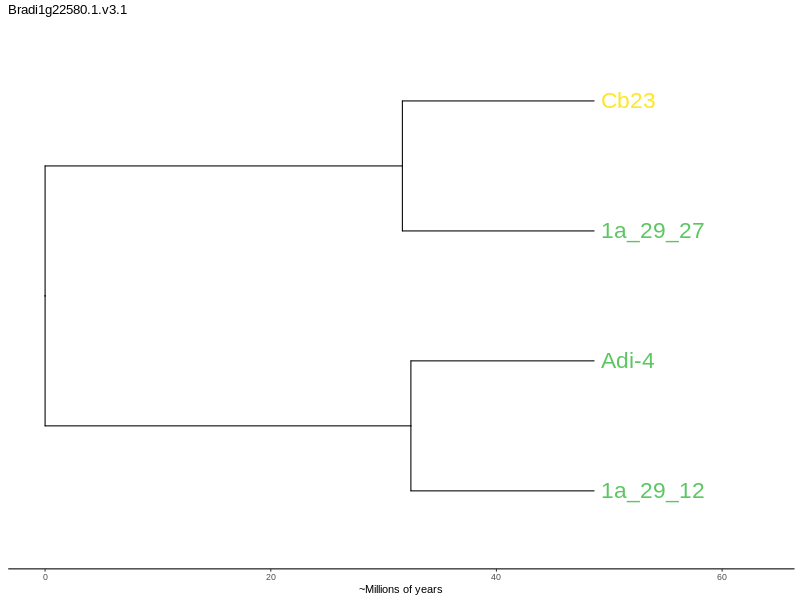 Bradi1g22580.1.v3.1
Cb23
1a_29_27
Adi-4
1a_29_12
0 20 40 60
~Millions of years